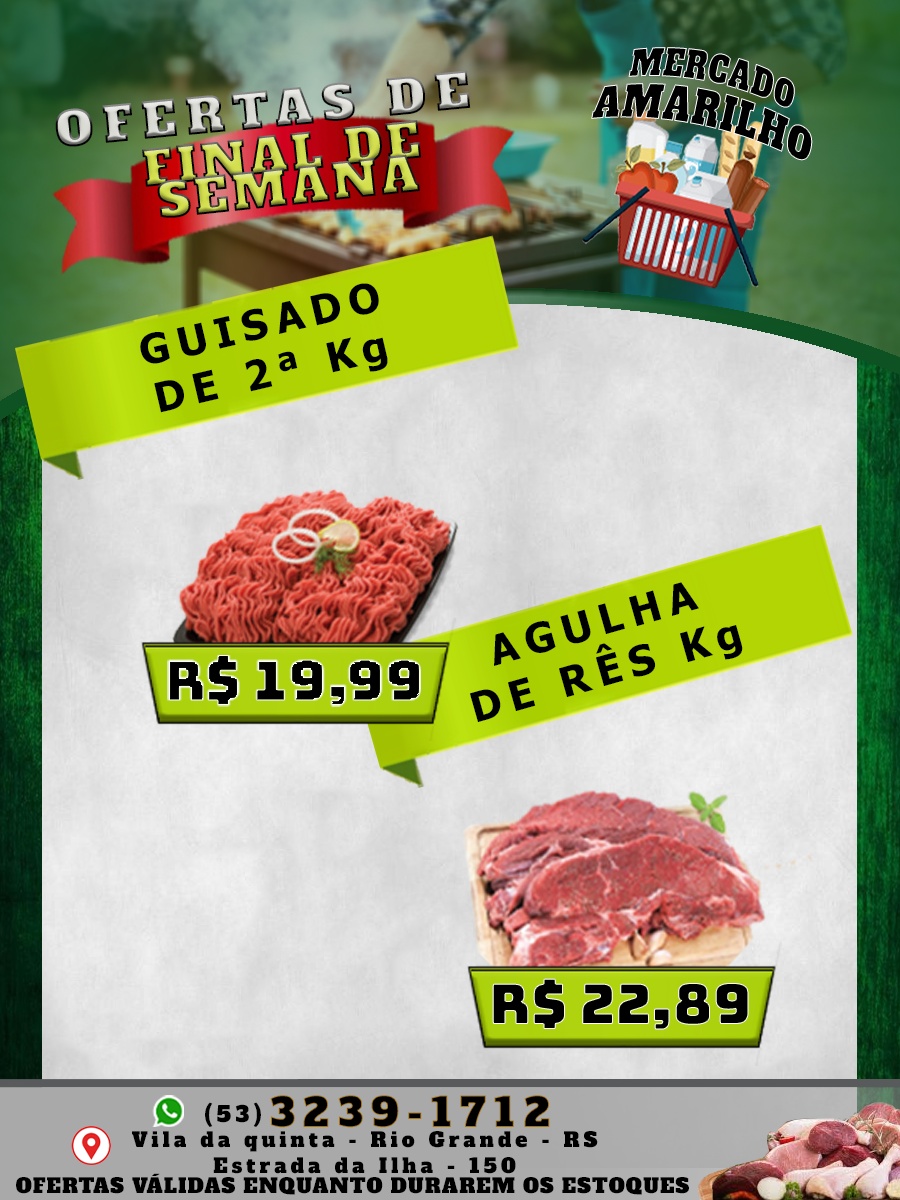 OFERTAS DE
FINAL DE
SEMANA
MERCADO
AMARILHO
GUISADO
DE 2ª Kg
R$ 19,99
AGULHA
DE RÊS Kg
R$ 22,89
(53) 3239-1712
Vila da quinta - Rio Grande - RS
Estrada da Ilha - 150
OFERTAS VÁLIDAS ENQUANTO DURAREM OS ESTOQUES